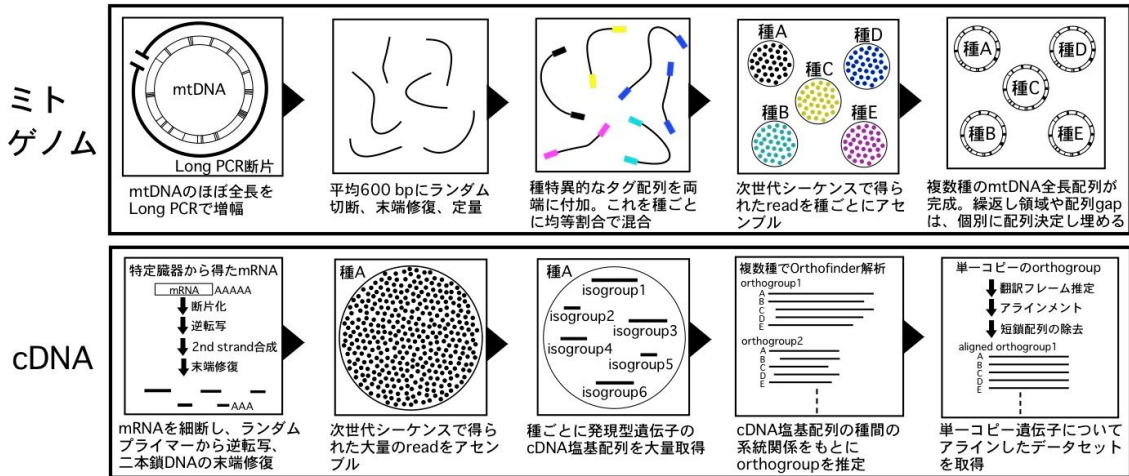 ミト
ゲノム
mtDNA
Long PCR断片
mtDNAのほぼ全長を
Long PCRで増幅
平均600 bpにランダム
切断、末端修復、定量
種特異的なタグ配列を両
端に付加。これを種ごと
に均等割合で混合
種A
種D
種C
種B
種E
次世代シーケンスで得ら
れたreadを種ごとにアセ
ンブル
種A
種D
種C
種B
種E
複数種のmtDNA全長配列が
完成。繰返し領域や配列gap
は、個別に配列決定し埋める
cDNA
特定臓器から得たmRNA
mRNA AAAAA
断片化
逆転写
2nd strand合成
末端修復
AAA
mRNAを細断し、ランダム
プライマーから逆転写、
二本鎖DNAの末端修復
種A
次世代シーケンスで得ら
れた大量のreadをアセン
ブル
種A
isogroup1
isogroup2
isogroup3
isogroup4
isogroup5
isogroup6
種ごとに発現型遺伝子の
cDNA塩基配列を大量取得
複数種でOrthofinder解析
orthogroup1
A
B
C
D
E
orthogroup2
A
B
C
D
E
cDNA塩基配列の種間の
系統関係をもとに
orthogroupを推定
単一コピーのorthogroup
翻訳フレーム推定
アラインメント
短鎖配列の除去
aligned orthogroup1
A
B
C
D
E
単一コピー遺伝子について
アラインしたデータセット
を取得